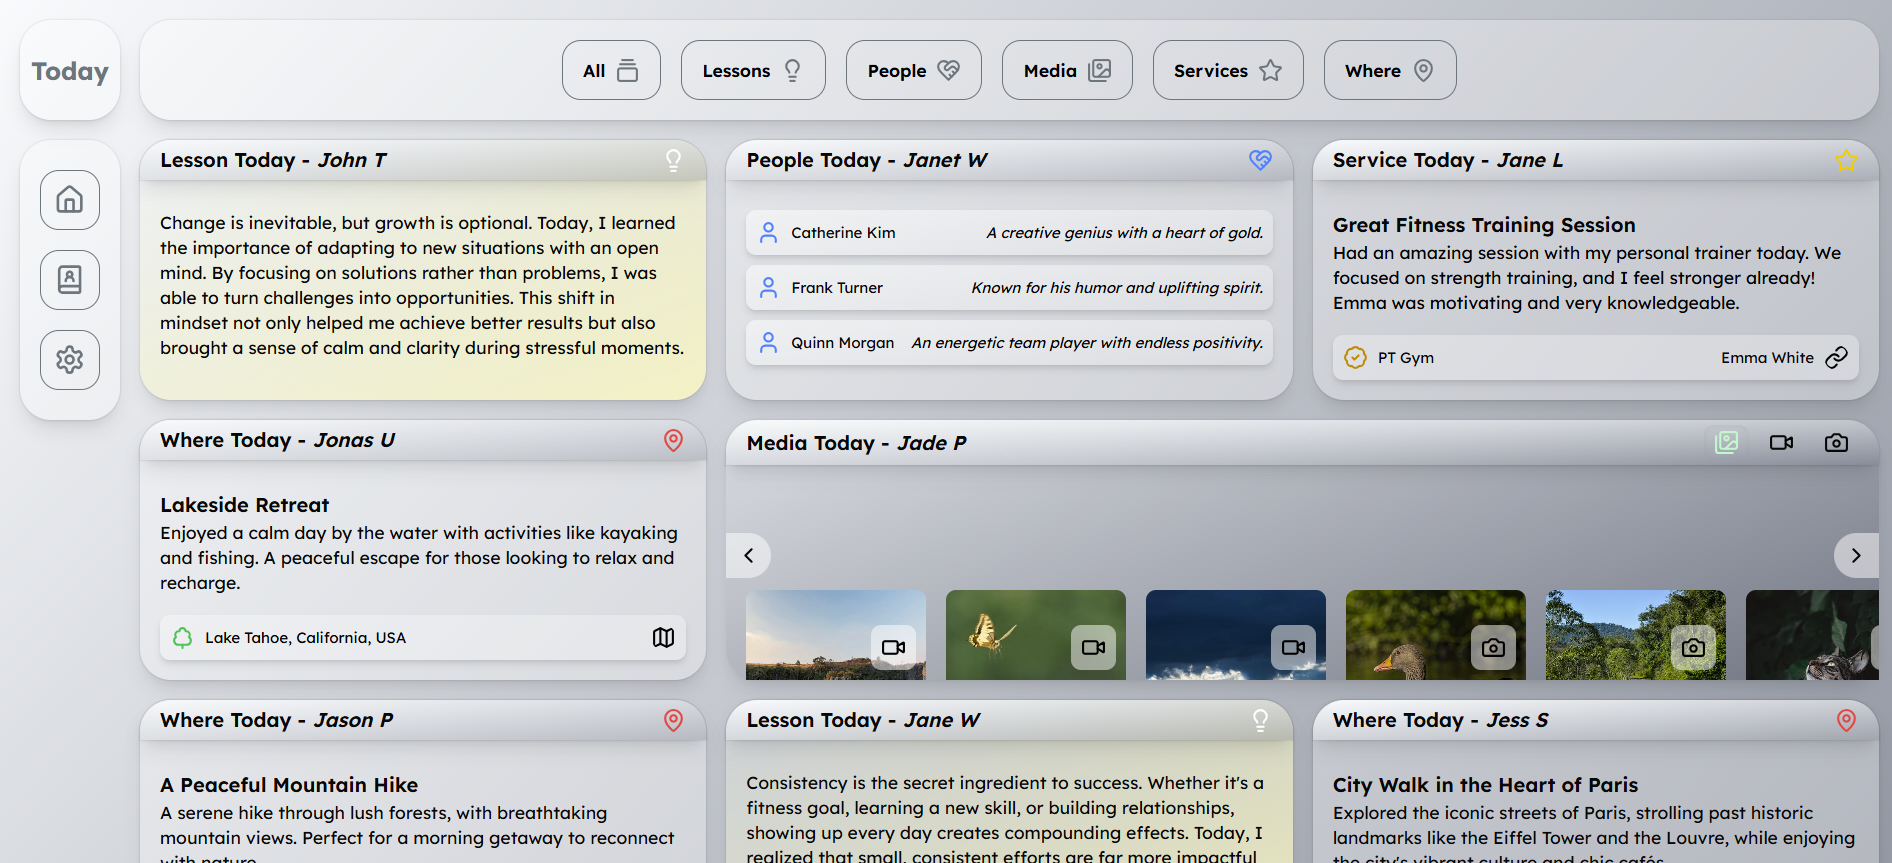 Today
All
Lessons
People
Media
Services
Where
Lesson Today - John T
Change is inevitable, but growth is optional. Today, I learned
the importance of adapting to new situations with an open
mind. By focusing on solutions rather than problems, I was
able to turn challenges into opportunities. This shift in
mindset not only helped me achieve better results but also
brought a sense of calm and clarity during stressful moments.
People Today - Janet W
Catherine Kim
A creative genius with a heart of gold.
Frank Turner
Known for his humor and uplifting spirit.
Quinn Morgan
An energetic team player with endless positivity.
Service Today - Jane L
Great Fitness Training Session
Had an amazing session with my personal trainer today. We
focused on strength training, and I feel stronger already!
Emma was motivating and very knowledgeable.
PT Gym
Emma White
Where Today - Jonas U
Lakeside Retreat
Enjoyed a calm day by the water with activities like kayaking
and fishing. A peaceful escape for those looking to relax and
recharge.
Lake Tahoe, California, USA
Media Today - Jade P
Where Today - Jason P
A Peaceful Mountain Hike
A serene hike through lush forests, with breathtaking
mountain views. Perfect for a morning getaway to reconnect
with nature.
Lesson Today - Jane W
Consistency is the secret ingredient to success. Whether it's a
fitness goal, learning a new skill, or building relationships,
showing up every day creates compounding effects. Today, I
realized that small, consistent efforts are far more impactful
Where Today - Jess S
City Walk in the Heart of Paris
Explored the iconic streets of Paris, strolling past historic
landmarks like the Eiffel Tower and the Louvre, while enjoying
the city's vibrant culture and chic cafés.